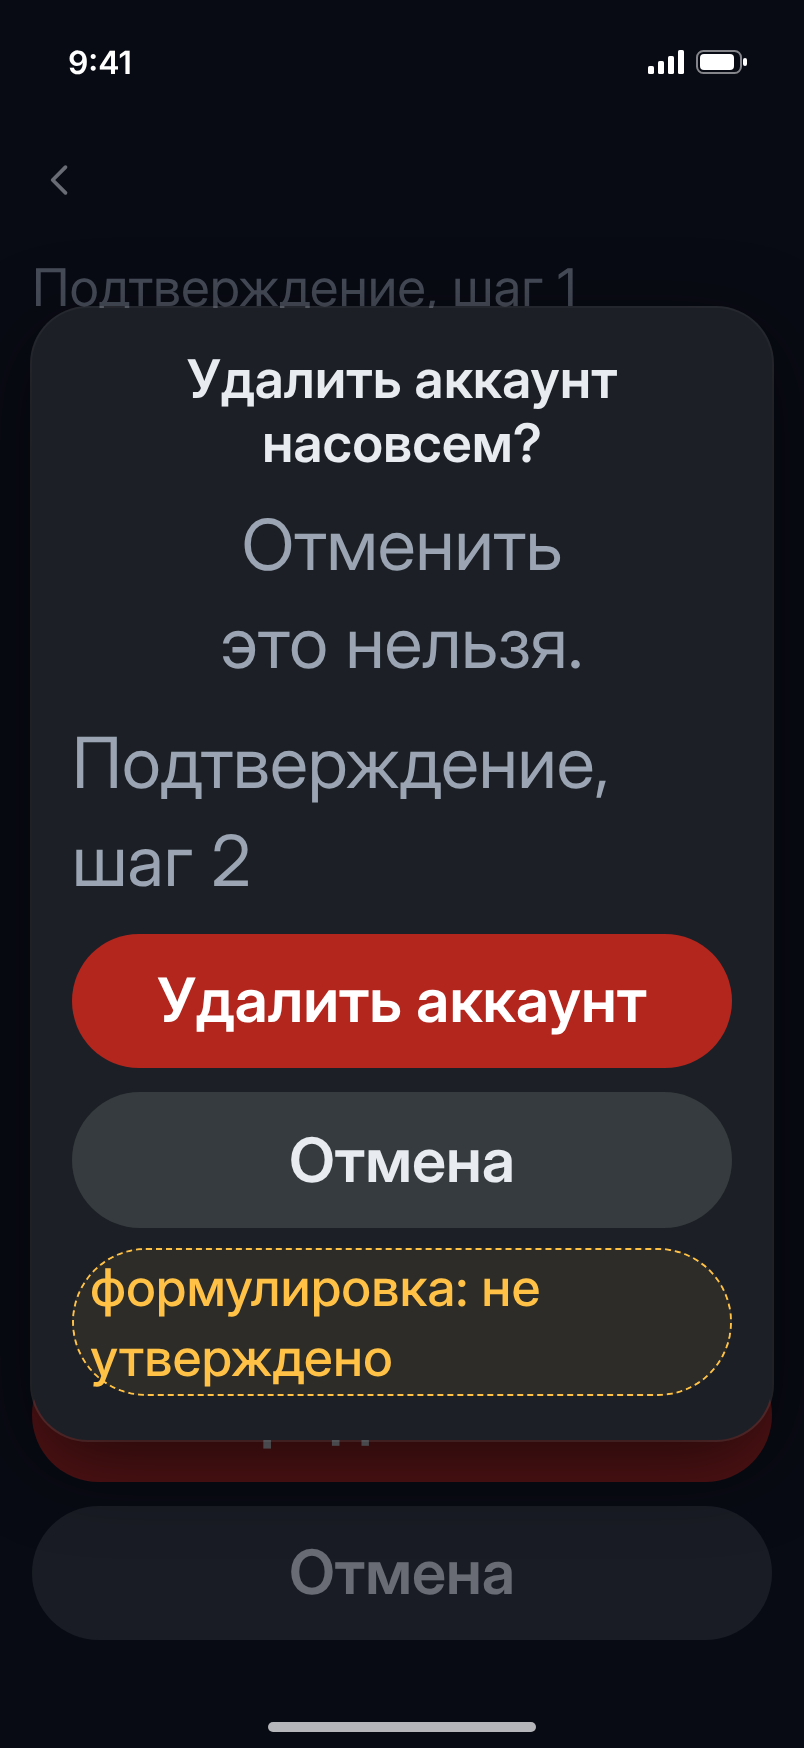 9:41
Подтверждение, шаг 1
Удалить аккаунт
насовсем?
Отменить
это нельзя.
Подтверждение,
шаг 2
Удалить аккаунт
Отмена
формулировка: не
утверждено
Отмена